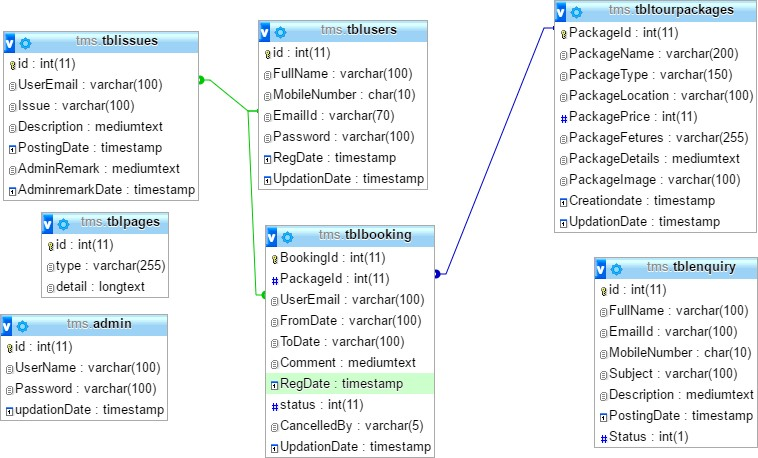 tms.tblissues
id : int(11)
UserEmail : varchar(100)
Issue : varchar(100)
Description : mediumtext
PostingDate : timestamp
AdminRemark : mediumtext
AdminremarkDate : timestamp
tms.tblusers
id : int(11)
FullName : varchar(100)
MobileNumber : char(10)
EmailId : varchar(70)
Password : varchar(100)
RegDate : timestamp
UpdationDate : timestamp
tms.tbltourpackages
PackageId : int(11)
PackageName : varchar(200)
PackageType : varchar(150)
PackageLocation : varchar(100)
# PackagePrice : int(11)
PackageFetures : varchar(255)
PackageDetails : mediumtext
PackageImage : varchar(100)
Creationdate : timestamp
UpdationDate : timestamp
tms.tblpages
id : int(11)
type : varchar(255)
detail : longtext
tms.admin
id : int(11)
UserName : varchar(100)
Password : varchar(100)
updationDate : timestamp
tms.tblbooking
BookingId : int(11)
# PackageId : int(11)
UserEmail : varchar(100)
FromDate : varchar(100)
ToDate : varchar(100)
Comment : mediumtext
RegDate : timestamp
# status : int(11)
CancelledBy : varchar(5)
UpdationDate : timestamp
tms.tblenquiry
id : int(11)
FullName : varchar(100)
EmailId : varchar(100)
MobileNumber : char(10)
Subject : varchar(100)
Description : mediumtext
PostingDate : timestamp
# Status : int(1)